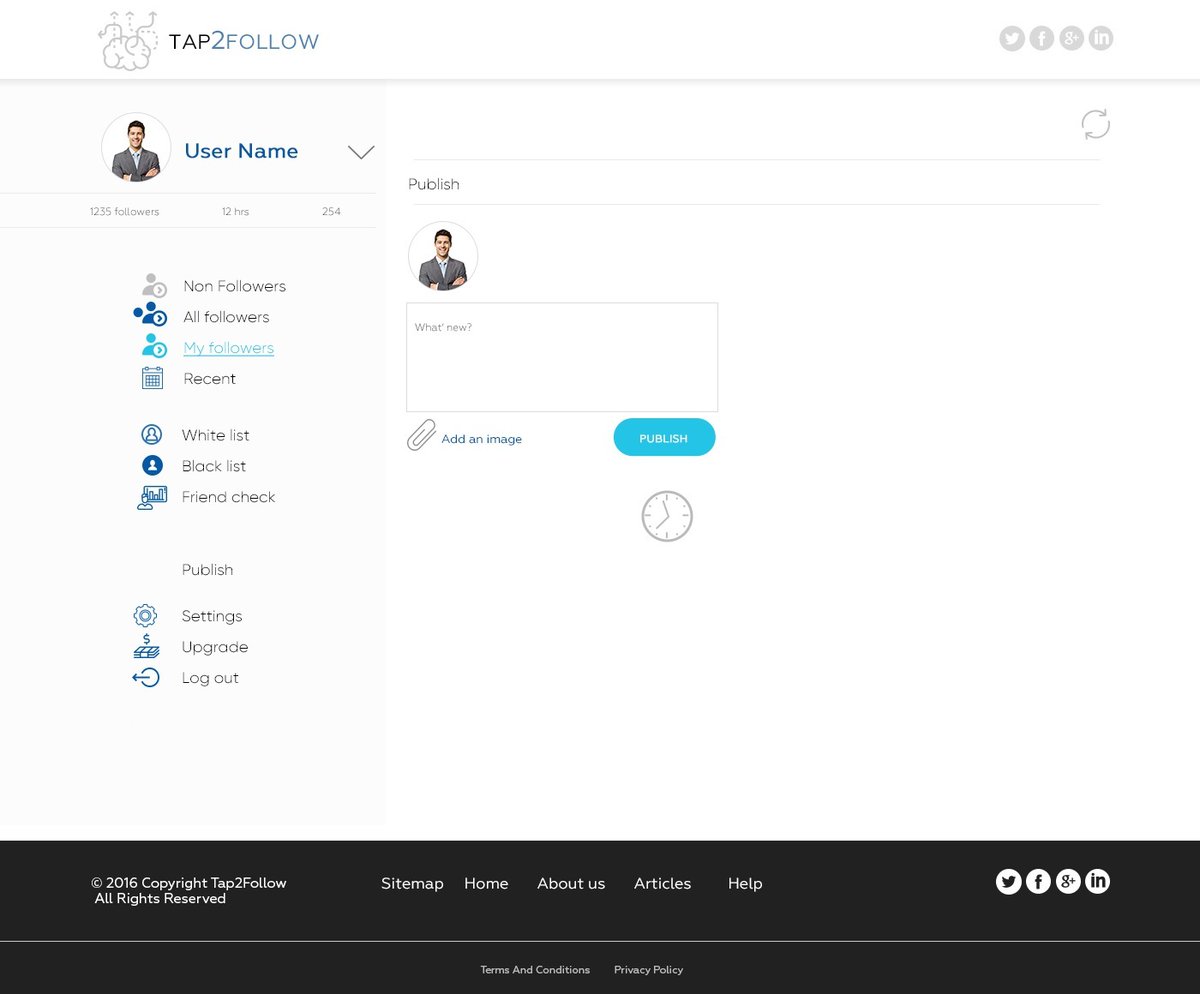 TAP2FOLLOW
User Name
1235 followers 12 hrs 254
Non Followers
All followers
My followers
Recent
White list
Black list
Friend check
Publish
Settings
Upgrade
Log out
Publish
What' new?
Add an image PUBLISH
© 2016 Copyright Tap2Follow
All Rights Reserved
Sitemap Home About us Articles Help
Terms And Conditions Privacy Policy